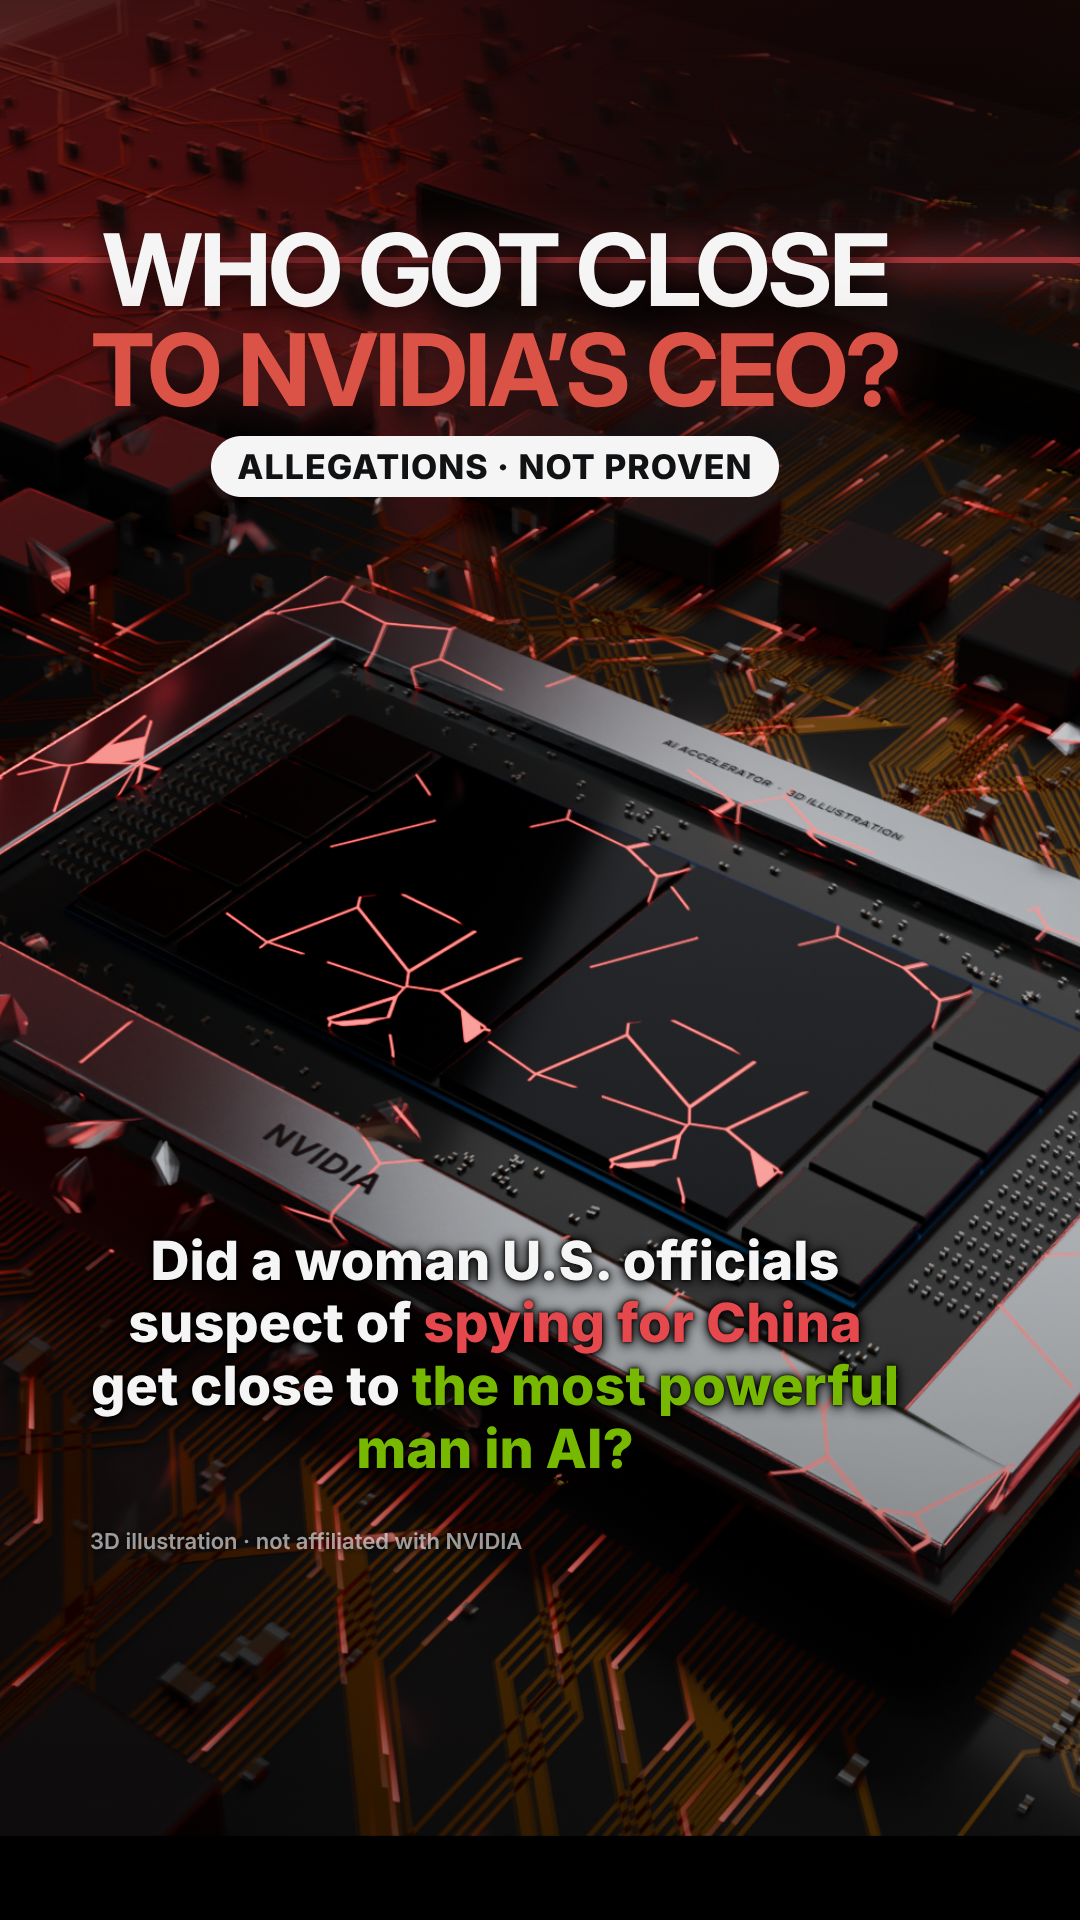 WHO GOT CLOSE
TO NVIDIA’S CEO?
ALLEGATIONS · NOT PROVEN
AI ACCELERATOR · 3D ILLUSTRATION
NVIDIA
Did a woman U.S. officials
suspect of spying for China
get close to the most powerful
man in AI?
3D illustration · not affiliated with NVIDIA